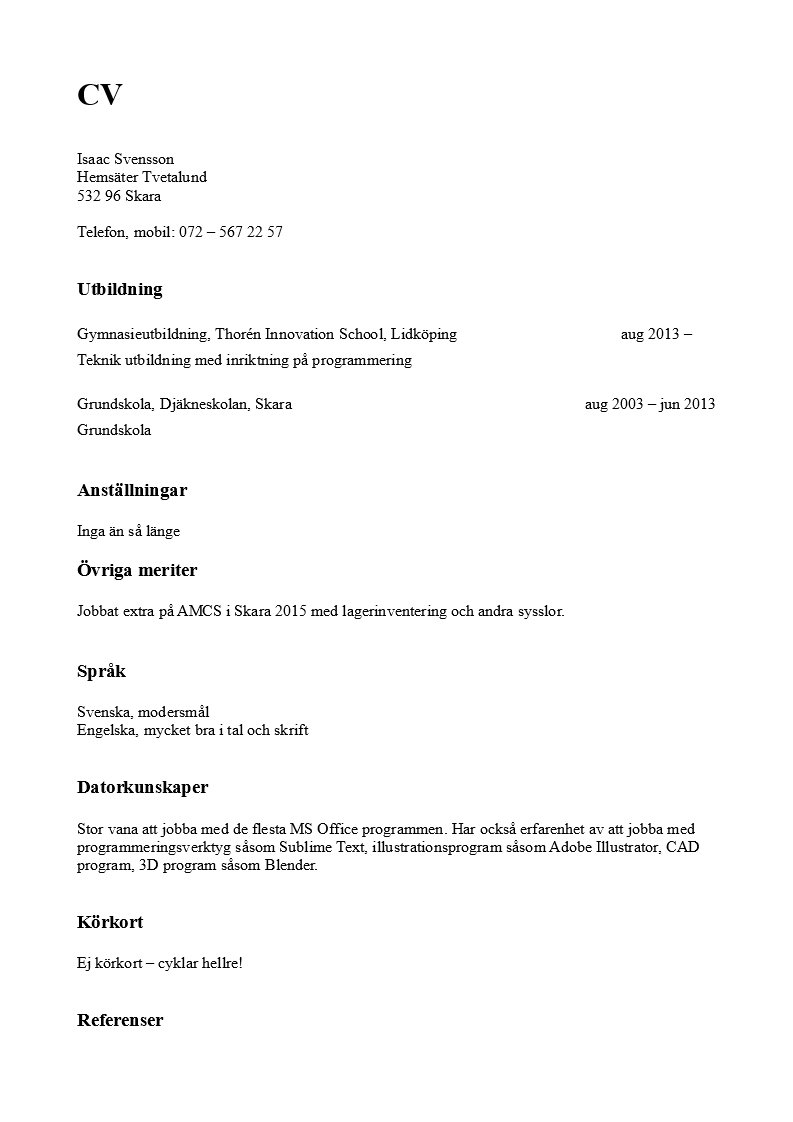 CV
Isaac Svensson
Hemsäter Tvetalund
532 96 Skara
Telefon, mobil: 072 – 567 22 57
Utbildning
Gymnasieutbildning, Thorén Innovation School, Lidköping aug 2013 –
Teknik utbildning med inriktning på programmering
Grundskola, Djäkneskolan, Skara aug 2003 – jun 2013
Grundskola
Anställningar
Inga än så länge
Övriga meriter
Jobbat extra på AMCS i Skara 2015 med lagerinventering och andra sysslor.
Språk
Svenska, modersmål
Engelska, mycket bra i tal och skrift
Datorkunskaper
Stor vana att jobba med de flesta MS Office programmen. Har också erfarenhet av att jobba med
programmeringsverktyg såsom Sublime Text, illustrationsprogram såsom Adobe Illustrator, CAD
program, 3D program såsom Blender.
Körkort
Ej körkort – cyklar hellre!
Referenser